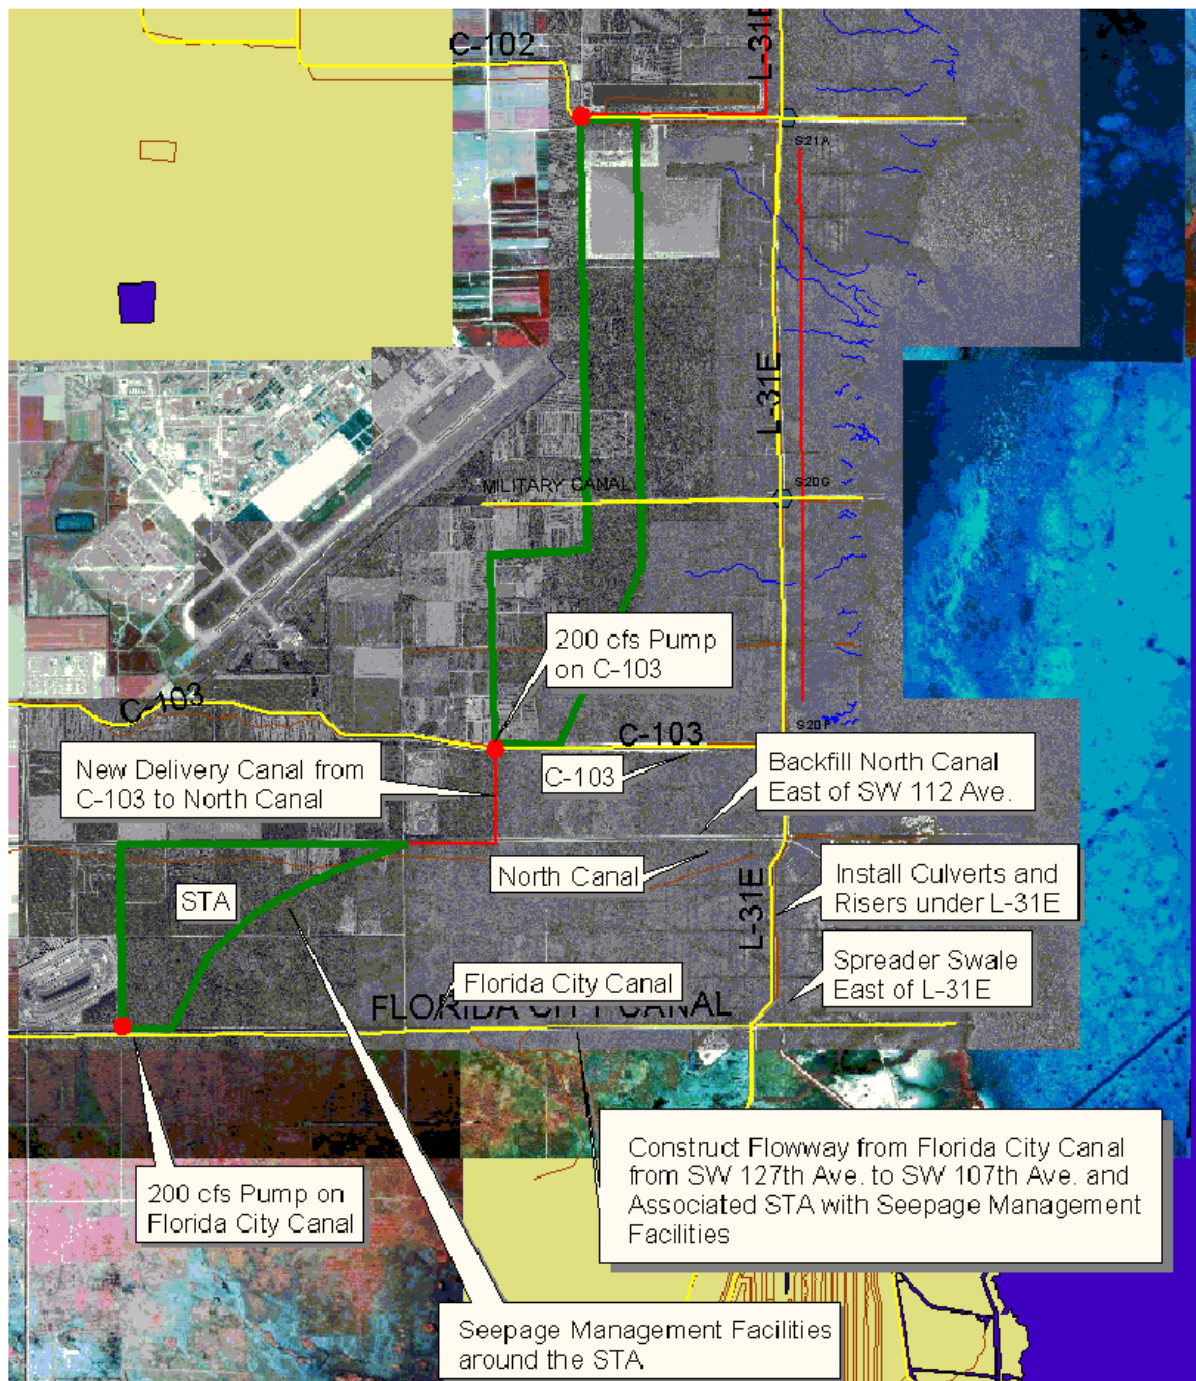 C-102
L-31E
S21A
L-31E
MILITARY CANAL
S20G
200 cfs Pump
on C-103
C-103
S20F
C-103
New Delivery Canal from
C-103 to North Canal
C-103
Backfill North Canal
East of SW 112 Ave.
North Canal
STA
L-31E
Install Culverts and
Risers under L-31E
Spreader Swale
East of L-31E
Florida City Canal
FLORIDA CITY CANAL
Construct Flowway from Florida City Canal
from SW 127th Ave. to SW 107th Ave. and
Associated STA with Seepage Management
Facilities
200 cfs Pump on
Florida City Canal
Seepage Management Facilities
around the STA